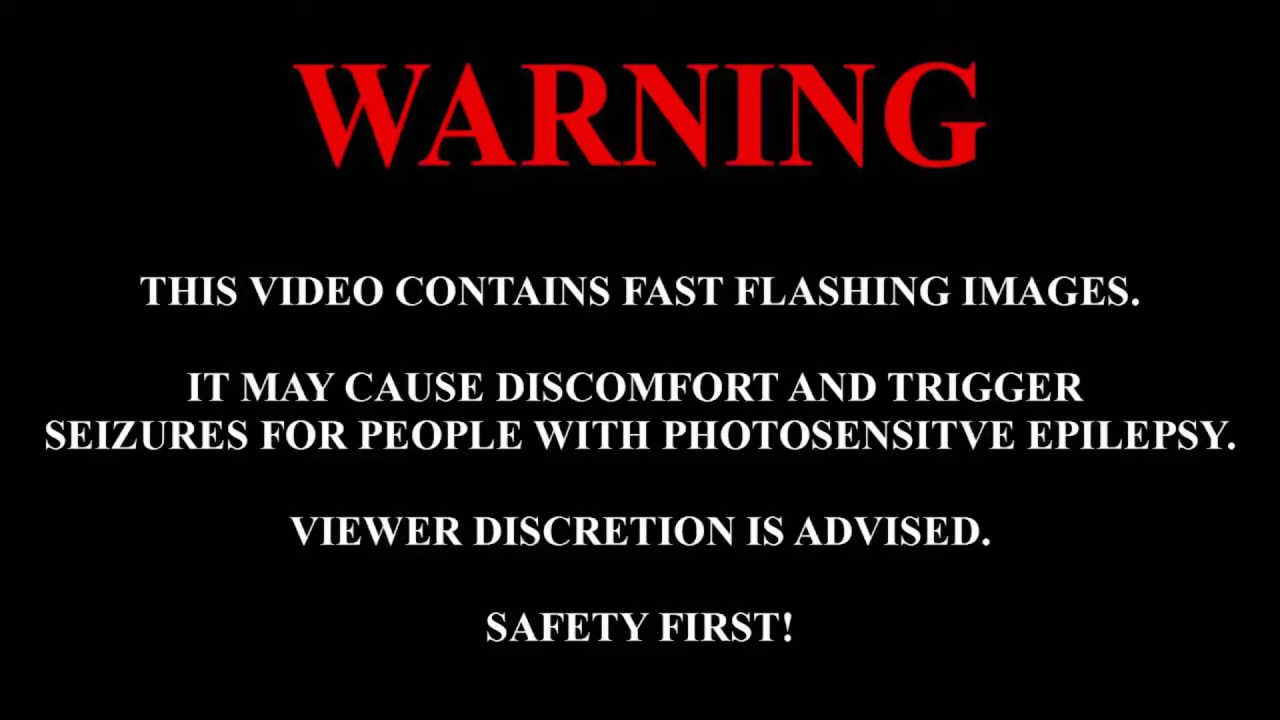 WARNING
THIS VIDEO CONTAINS FAST FLASHING IMAGES.
IT MAY CAUSE DISCOMFORT AND TRIGGER
SEIZURES FOR PEOPLE WITH PHOTOSENSITVE EPILEPSY.
VIEWER DISCRETION IS ADVISED.
SAFETY FIRST!